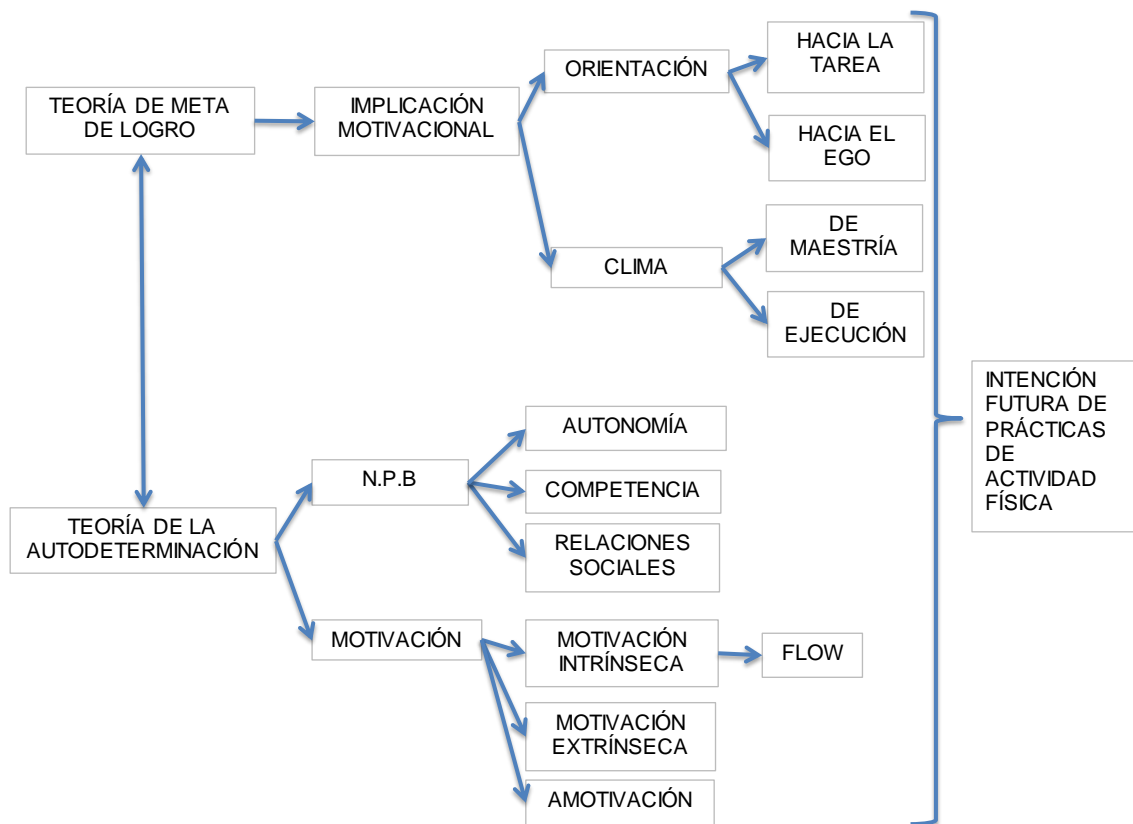 TEORÍA DE META
DE LOGRO
IMPLICACIÓN
MOTIVACIONAL
ORIENTACIÓN
HACIA LA
TAREA
HACIA EL
EGO
CLIMA
DE
MAESTRÍA
DE
EJECUCIÓN
TEORÍA DE LA
AUTODETERMINACIÓN
N.P.B
AUTONOMÍA
COMPETENCIA
RELACIONES
SOCIALES
MOTIVACIÓN
MOTIVACIÓN
INTRÍNSECA
FLOW
MOTIVACIÓN
EXTRÍNSECA
AMOTIVACIÓN
INTENCIÓN
FUTURA DE
PRÁCTICAS
DE
ACTIVIDAD
FÍSICA